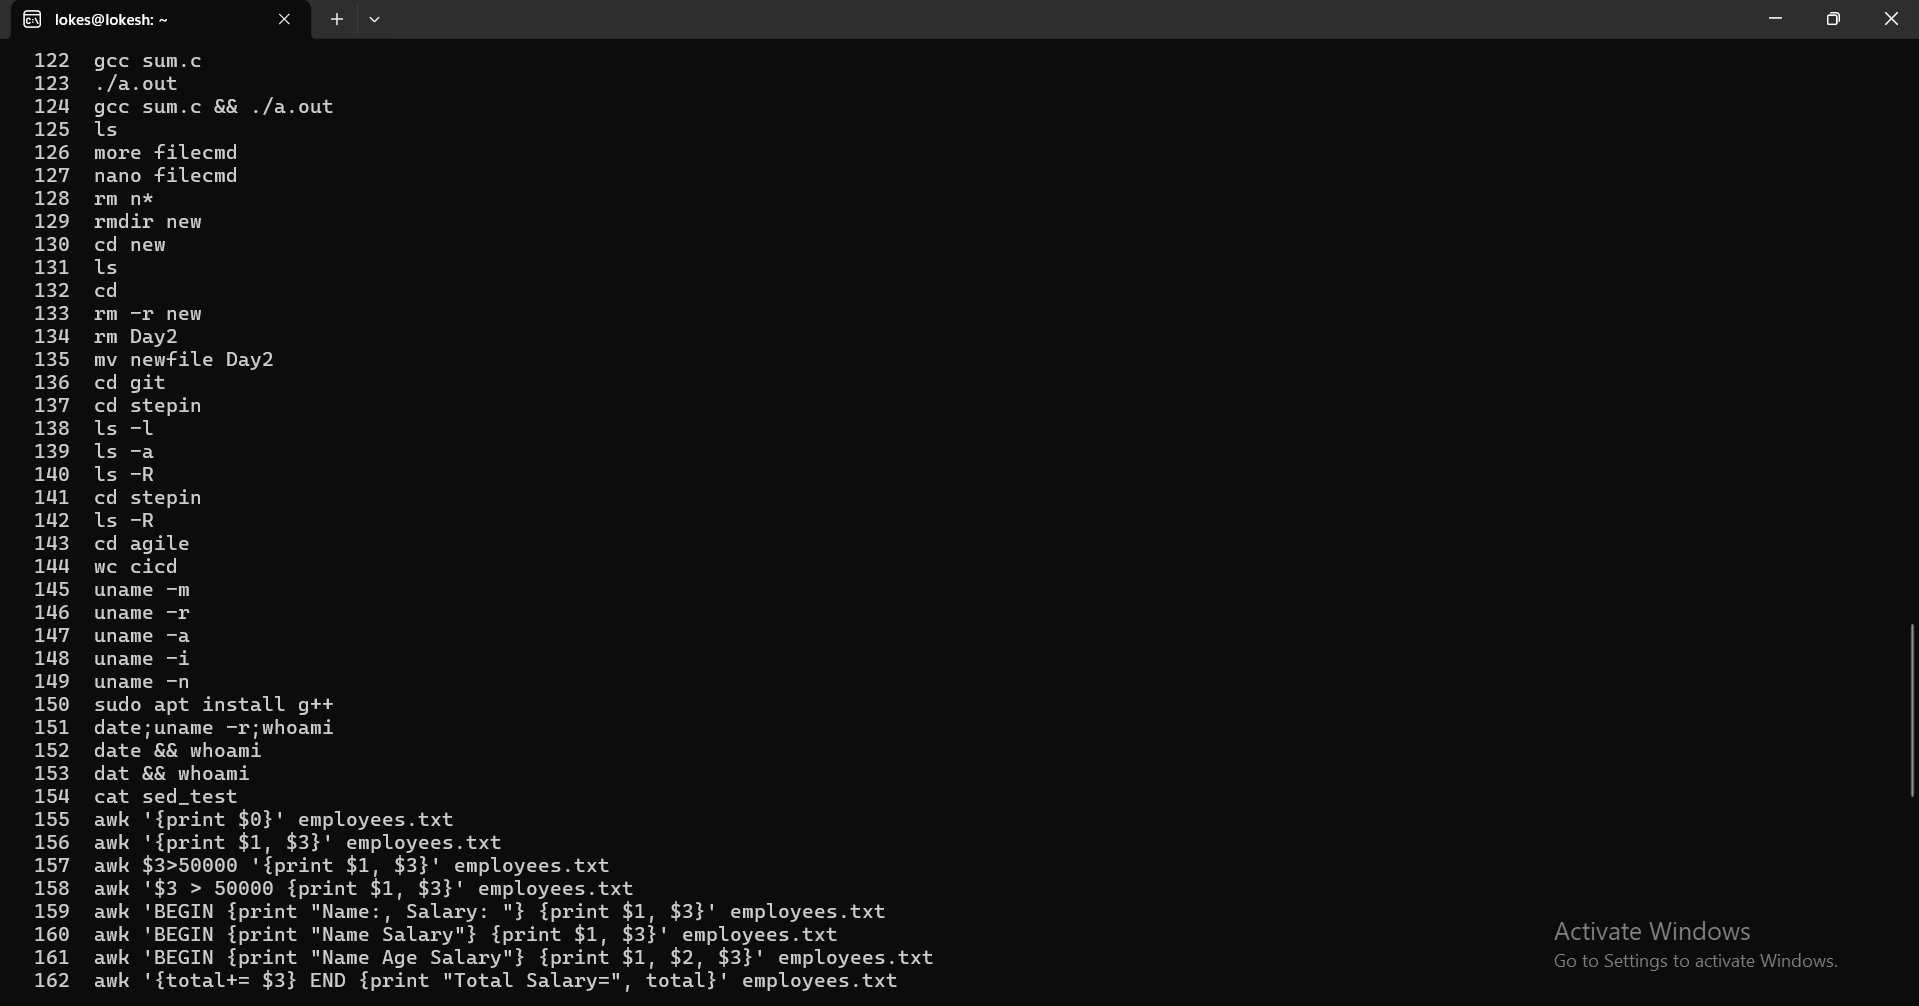 lokes@lokesh: ~
122 gcc sum.c
123 ./a.out
124 gcc sum.c && ./a.out
125 ls
126 more filecmd
127 nano filecmd
128 rm n*
129 rmdir new
130 cd new
131 ls
132 cd
133 rm -r new
134 rm Day2
135 mv newfile Day2
136 cd git
137 cd stepin
138 ls -l
139 ls -a
140 ls -R
141 cd stepin
142 ls -R
143 cd agile
144 wc cicd
145 uname -m
146 uname -r
147 uname -a
148 uname -i
149 uname -n
150 sudo apt install g++
151 date;uname -r;whoami
152 date && whoami
153 dat && whoami
154 cat sed_test
155 awk '{print $0}' employees.txt
156 awk '{print $1, $3}' employees.txt
157 awk $3>50000 '{print $1, $3}' employees.txt
158 awk '$3 > 50000 {print $1, $3}' employees.txt
159 awk 'BEGIN {print "Name:, Salary: "} {print $1, $3}' employees.txt
160 awk 'BEGIN {print "Name Salary"} {print $1, $3}' employees.txt
161 awk 'BEGIN {print "Name Age Salary"} {print $1, $2, $3}' employees.txt
162 awk '{total+= $3} END {print "Total Salary=", total}' employees.txt
Activate Windows
Go to Settings to activate Windows.